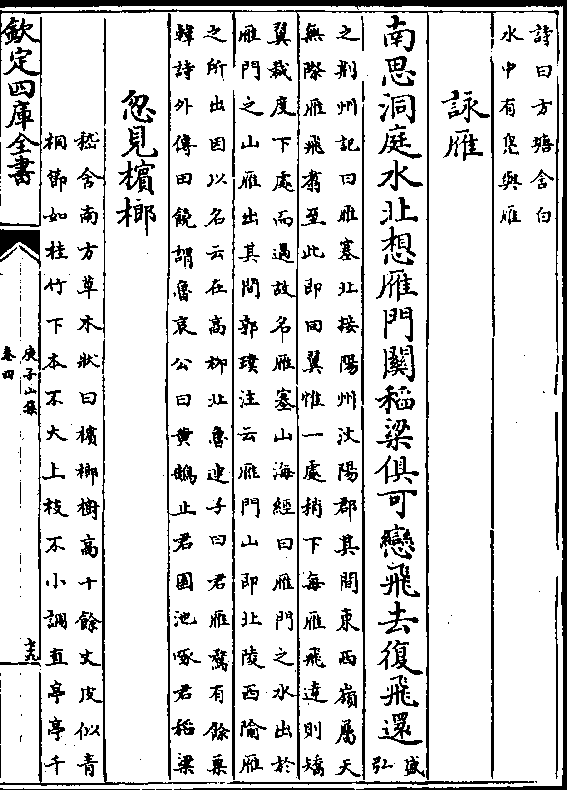 詩曰方塘含白
水中有鳧與雁
詠雁
南思洞庭水北想雁門關稻粱俱可戀飛去復飛還
盛
弘
之荆州記曰雁塞北接陽州汶陽郡其間東西嶺屬天
無際雁飛翥至此即回翼惟一處稍下每雁飛達則矯
翼裁度下處而過故名雁塞山海經曰雁門之水出於
雁門之山雁出其間郭璞注云雁門山即北陵西隃雁
之所出因以名云在高柳北魯連子曰君雁鶩有餘粟
韓詩外傳田饒謂魯哀公曰黄鵠止君園池啄君稻粱
忽見檳榔
嵇含南方草木狀曰檳榔樹高十餘丈皮似青
桐節如桂竹下本不大上枝不小調直亭亭千
欽定四庫全書
庾子山集
卷四